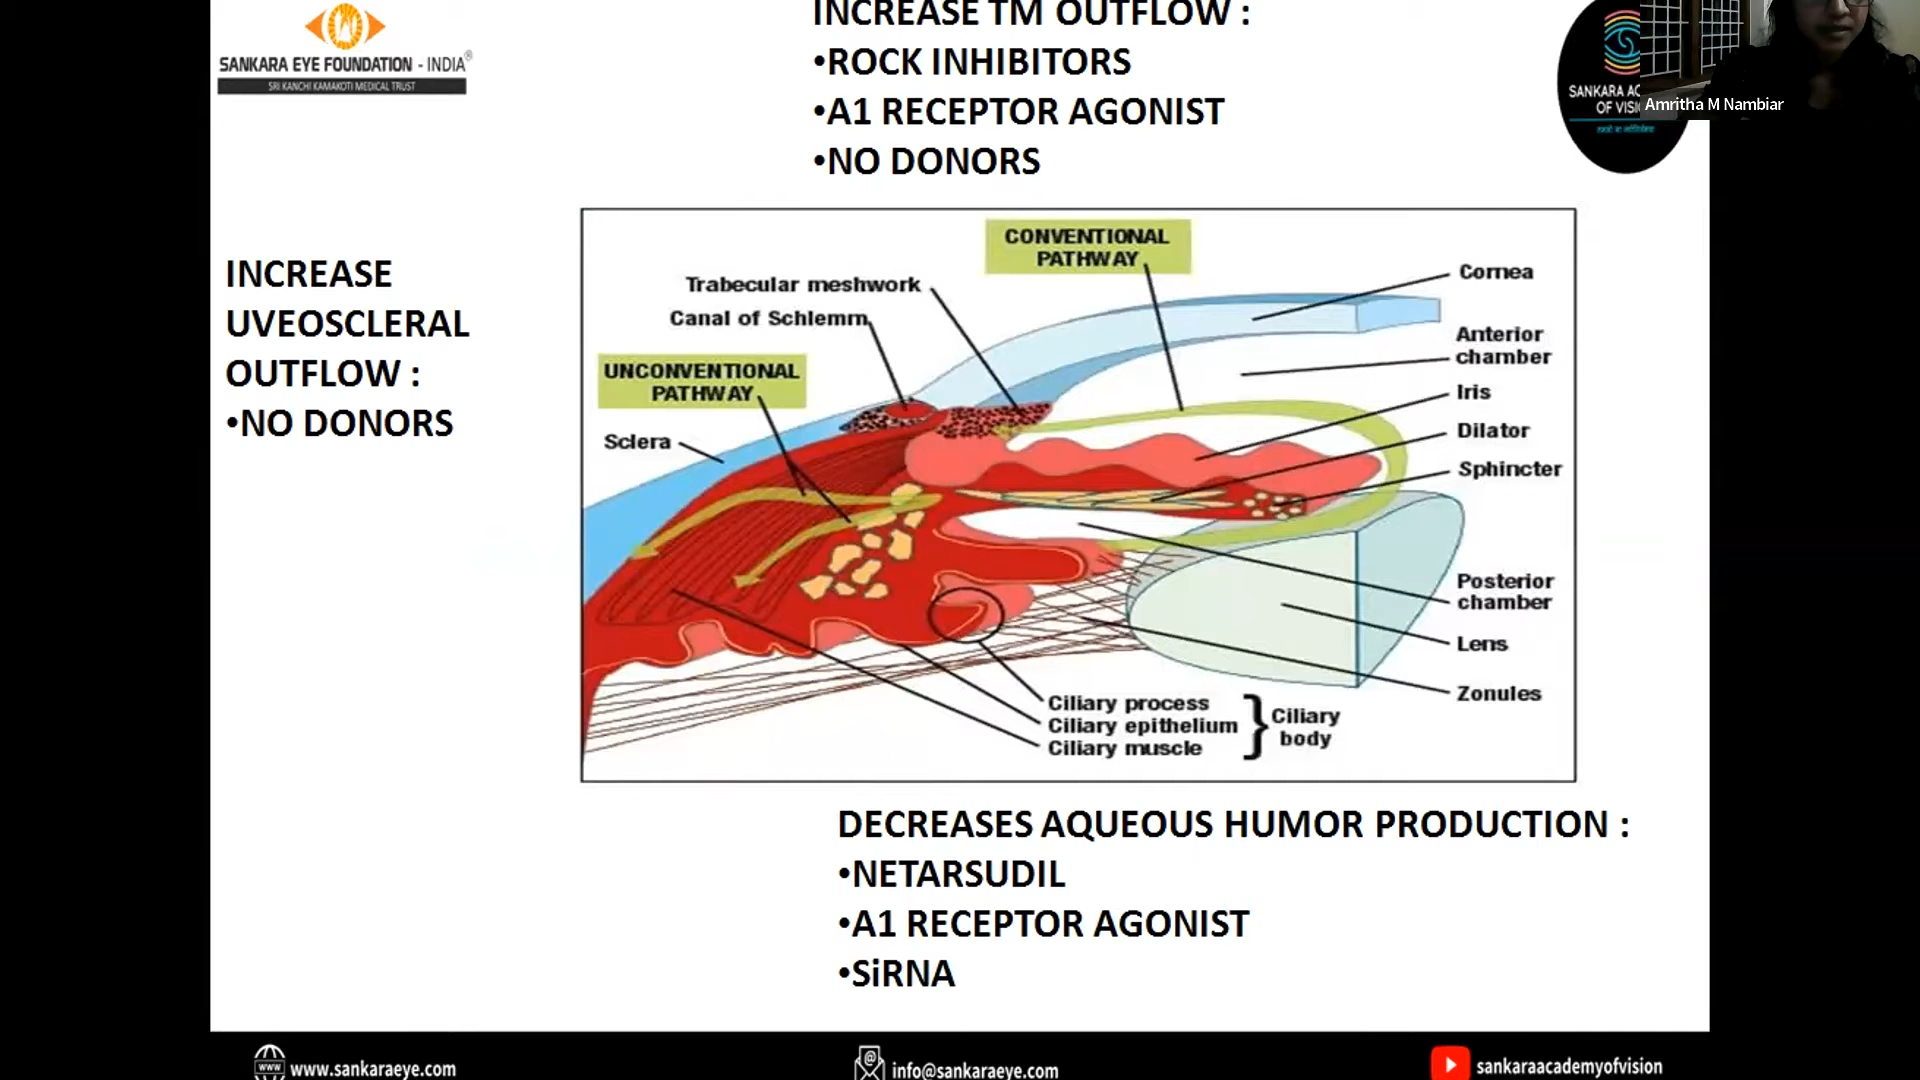 SANKARA EYE FOUNDATION - INDIA®
SRI KANCHI KAMAKOTI MEDICAL TRUST
INCREASE TM OUTFLOW :
•ROCK INHIBITORS
•A1 RECEPTOR AGONIST
•NO DONORS
SANKARA AC
OF VISI
Amritha M Nambiar
INCREASE
UVEOSCLERAL
OUTFLOW :
•NO DONORS
CONVENTIONAL
PATHWAY
Trabecular meshwork
Canal of Schlemm
UNCONVENTIONAL
PATHWAY
Sclera
Cornea
Anterior
chamber
Iris
Dilator
Sphincter
Posterior
chamber
Lens
Zonules
Ciliary process
Ciliary epithelium
Ciliary muscle
Ciliary
body
DECREASES AQUEOUS HUMOR PRODUCTION :
•NETARSUDIL
•A1 RECEPTOR AGONIST
•SiRNA
www
www.sankaraeye.com
@
info@sankaraeye.com
sankaraacademyofvision